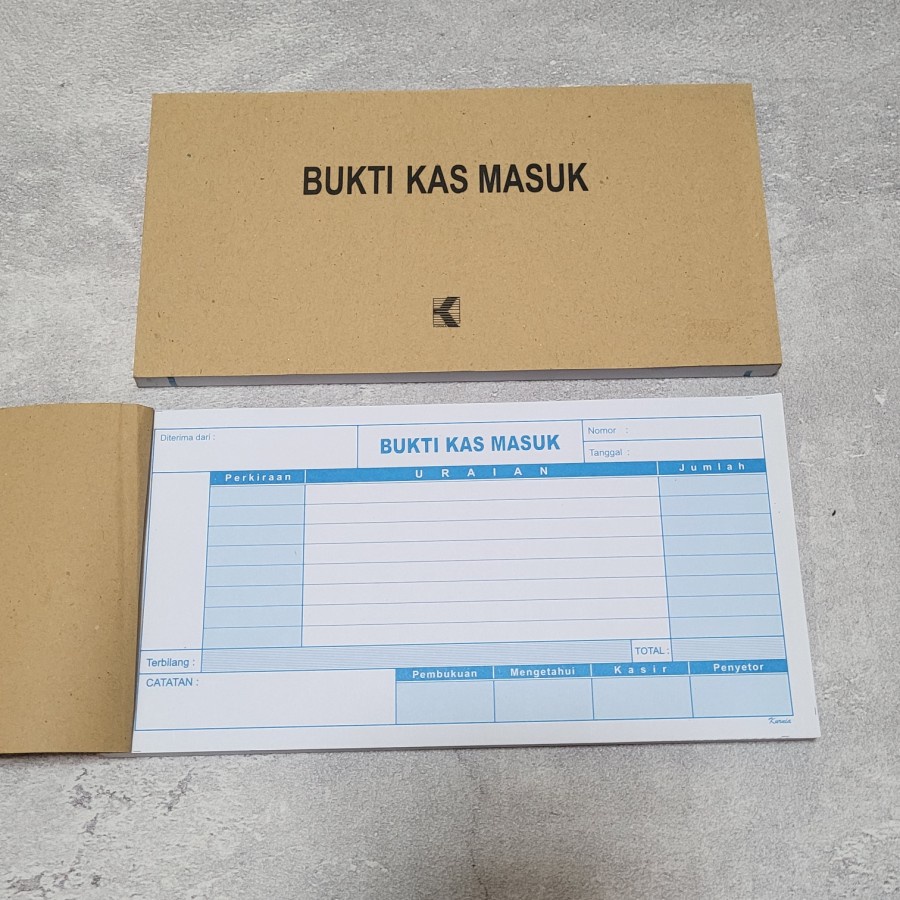 BUKTI KAS MASUK
Diterima dari :
BUKTI KAS MASUK
Nomor :
Tanggal :
Perkiraan
URAIAN
Jumlah
Terbilang :
TOTAL :
CATATAN :
Pembukuan
Mengetahui
Kasir
Penyetor
Kurnia